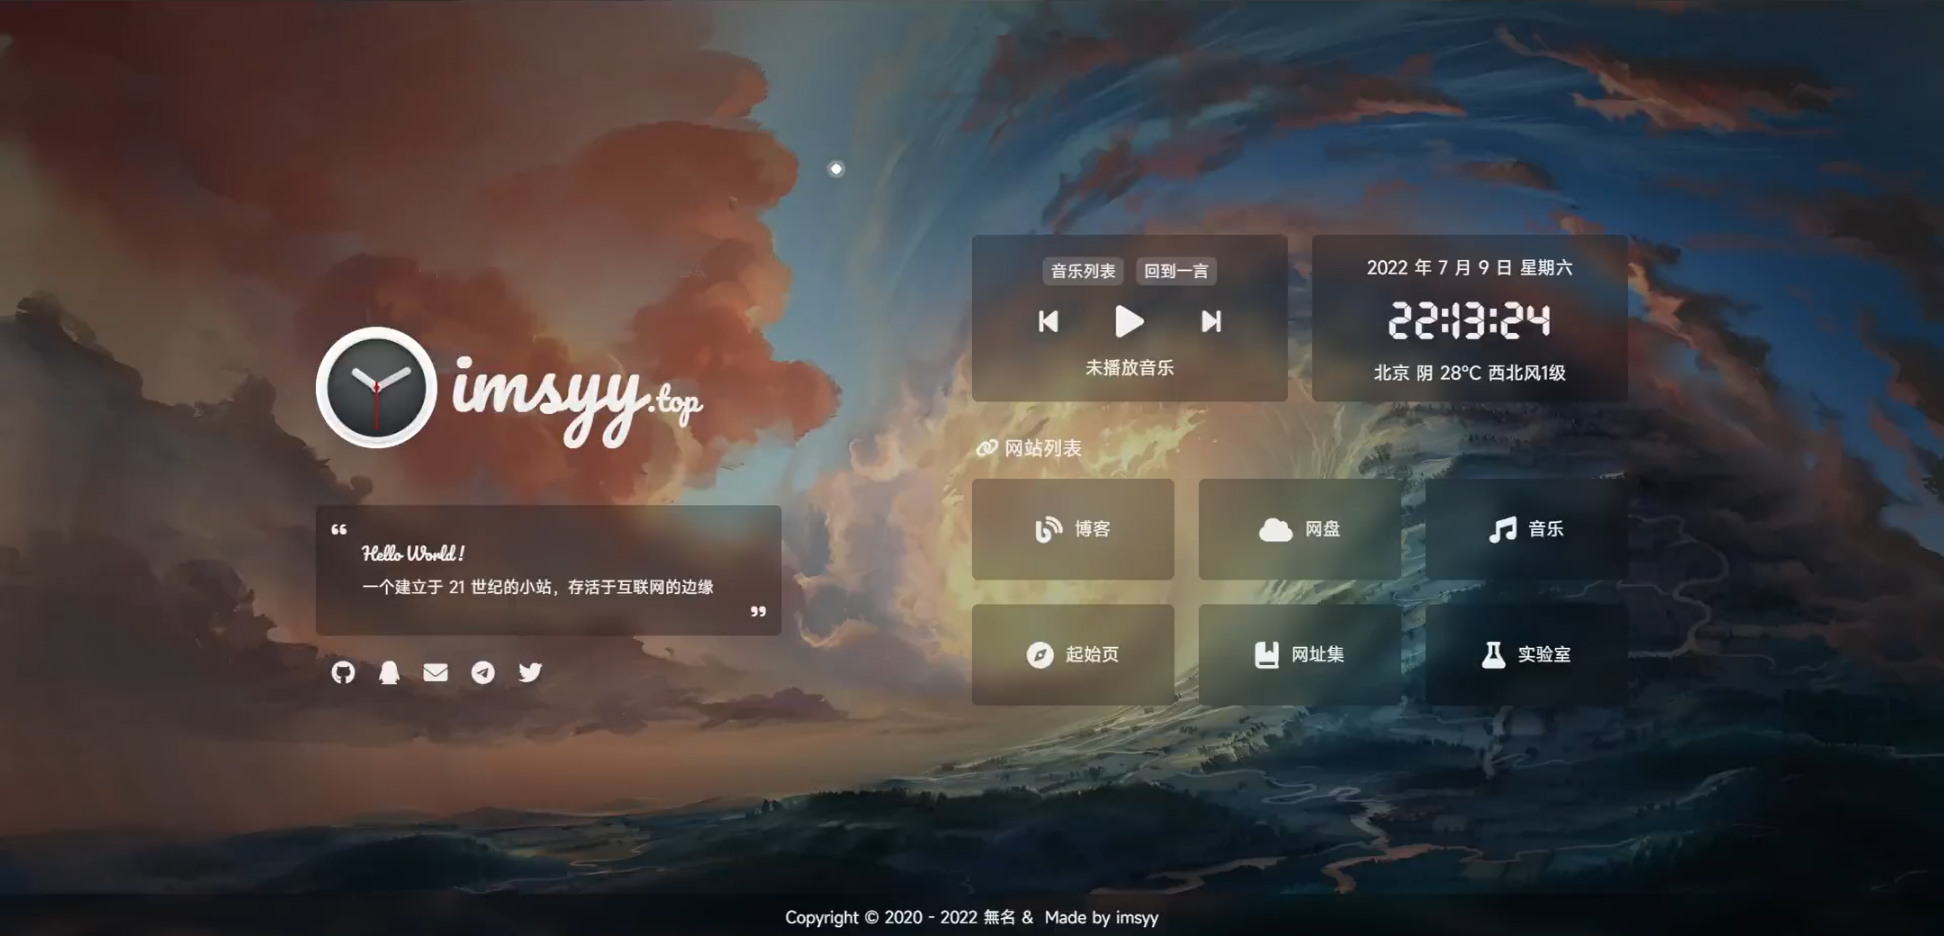 imsyy.top
Hello World!
一个建立于 21 世纪的小站，存活于互联网的边缘
音乐列表 回到一言
未播放音乐
2022 年 7 月 9 日 星期六
22:13:24
北京 阴 28℃ 西北风1级
网站列表
博客 网盘 音乐
起始页 网址集 实验室
Copyright © 2020 - 2022 無名 & Made by imsyy